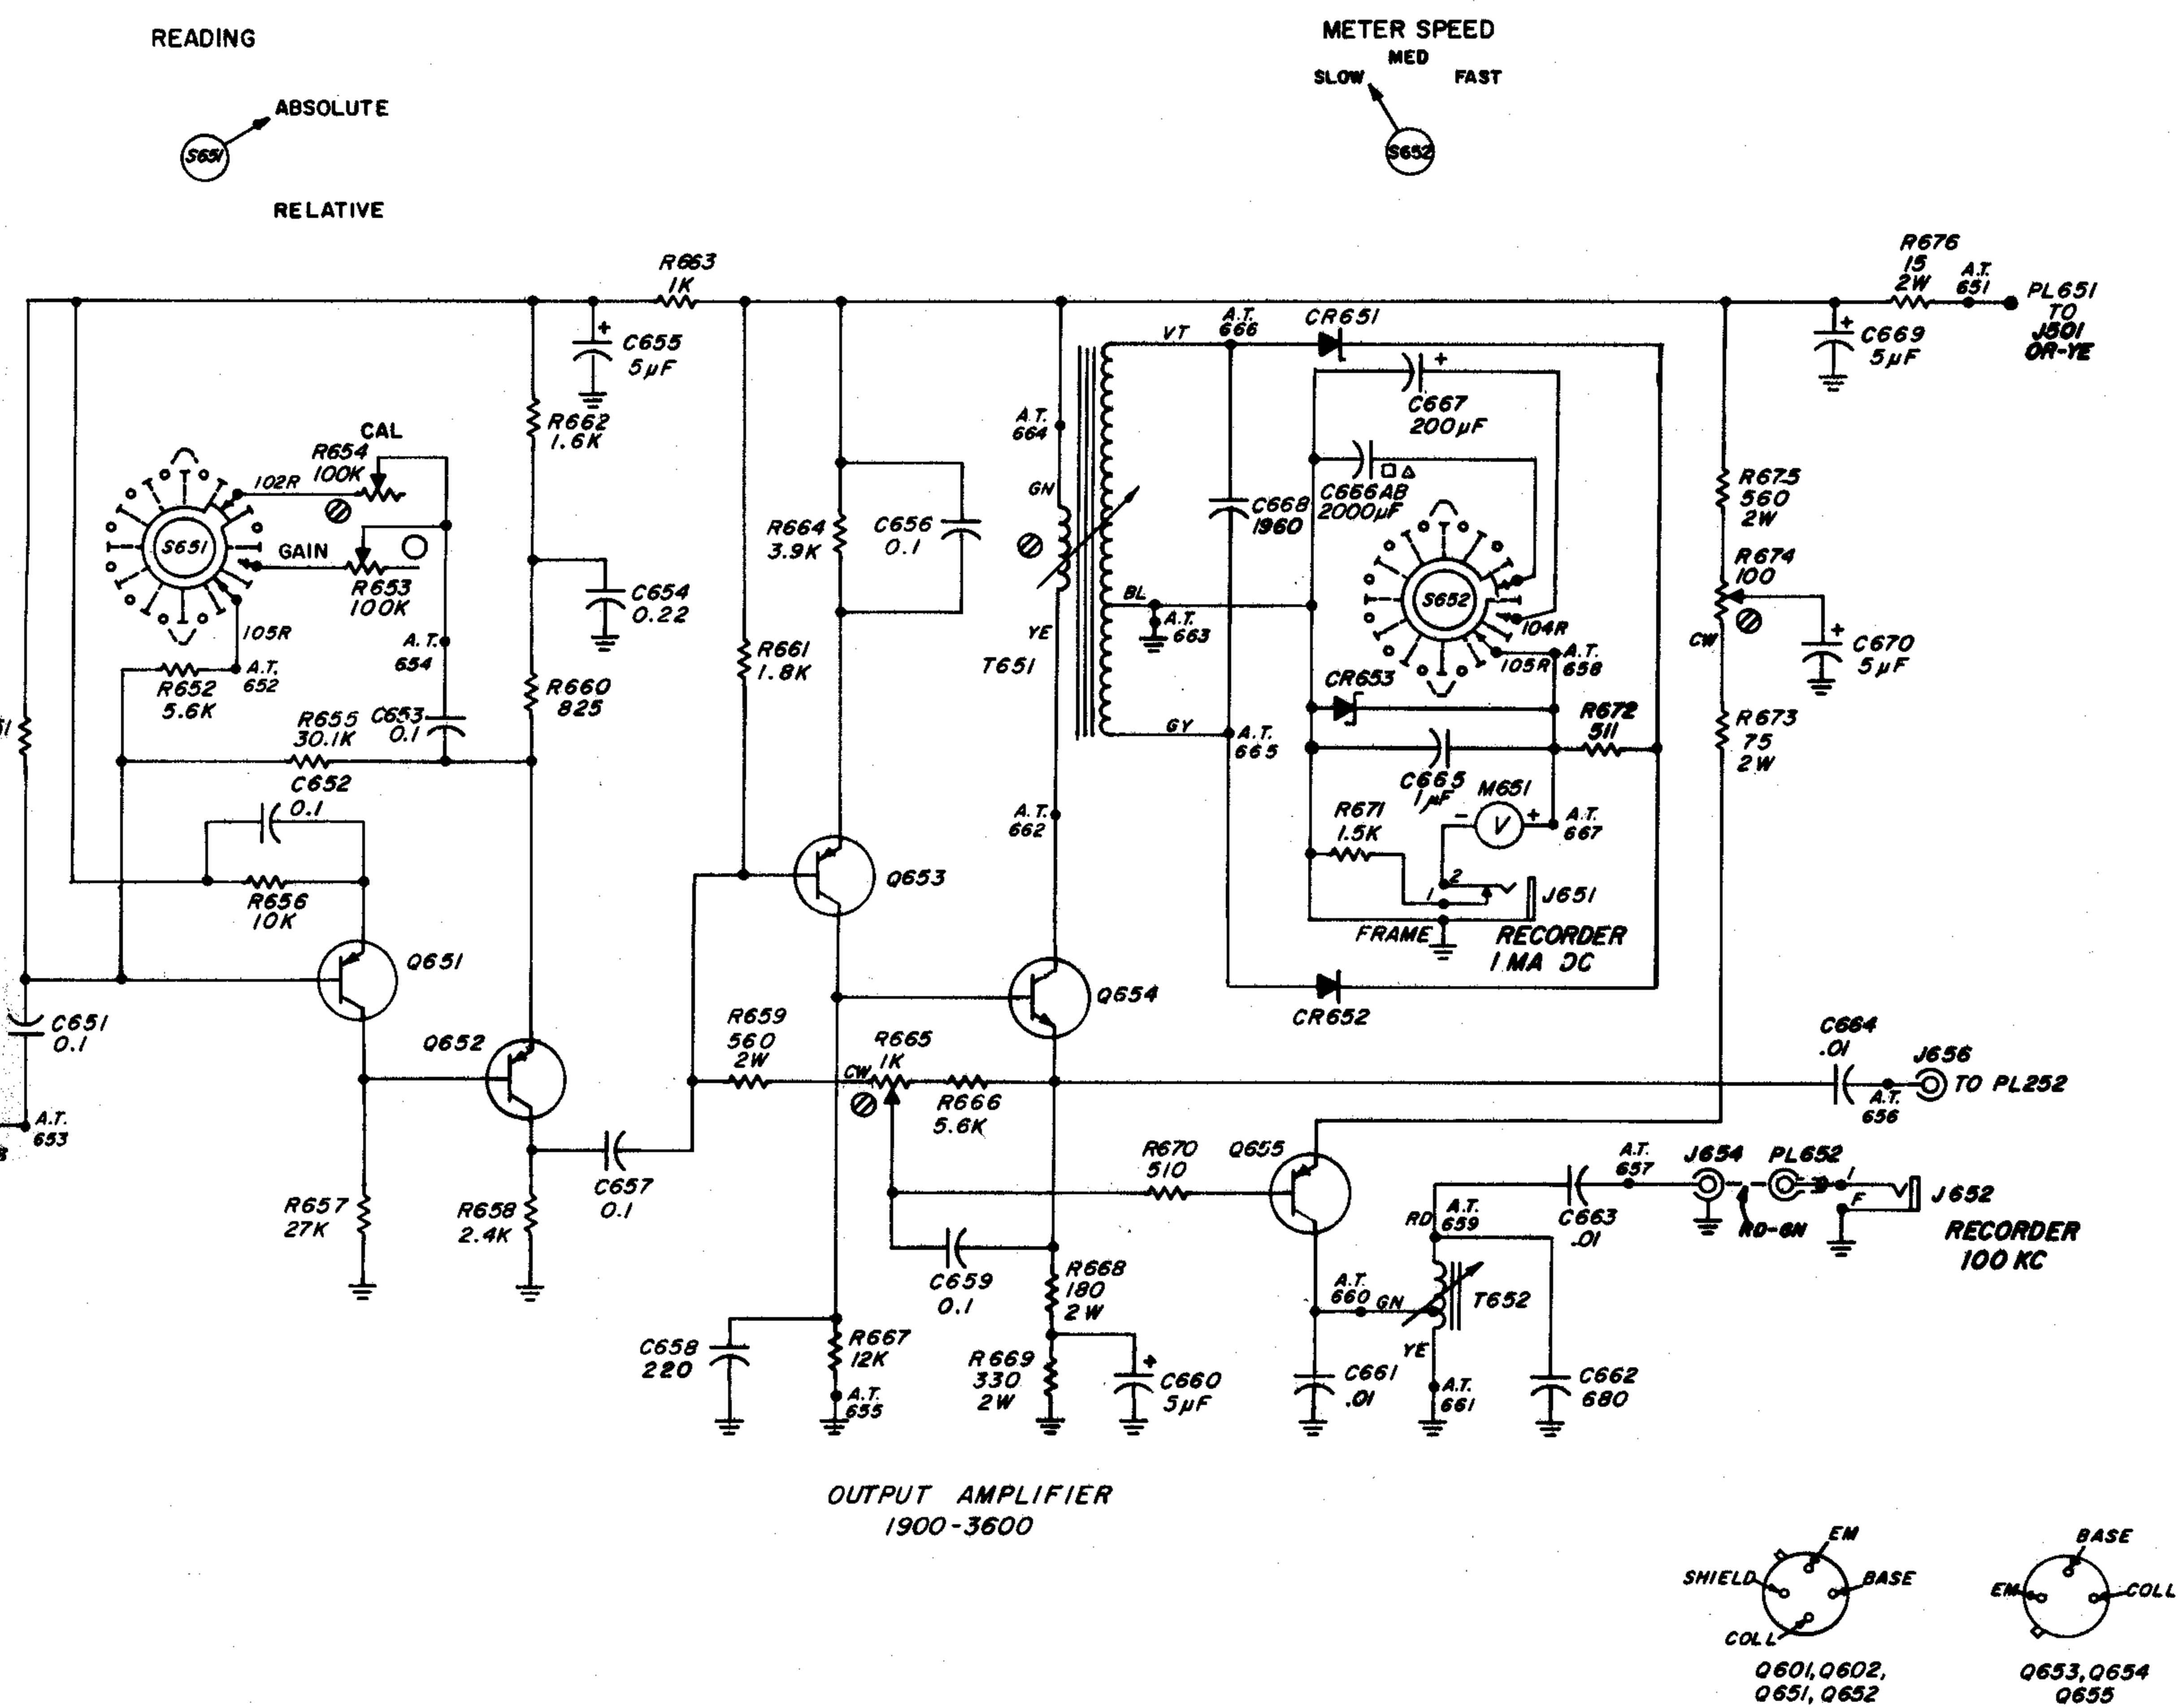 READING
ABSOLUTE
S651
RELATIVE
METER SPEED
MED
SLOW
FAST
S652
R663
1K
R676
15
2W
A.T.
651
PL651
TO
J501
OR-YE
C655
5µF
VT
A.T.
666
CR651
C669
5µF
C667
200µF
A.T.
664
CAL
R654
100K
102R
R662
1.6K
C666AB
2000µF
R675
560
2W
GN
C668
1960
R664
3.9K
C656
0.1
S651
GAIN
R653
100K
S652
R674
100
CW
C654
0.22
BL
A.T.
663
104R
105R
A.T.
654
YE
T651
R661
1.8K
105R
A.T.
658
C670
5µF
A.T.
652
R652
5.6K
R660
825
CR653
R672
511
R655
30.1K
C653
0.1
GY
A.T.
665
R673
75
2W
C652
0.1
C665
1µF
M651
V
-
+
A.T.
667
A.T.
662
R671
1.5K
R656
10K
Q653
2
1
J651
FRAME
RECORDER
1 MA DC
Q651
Q654
CR652
C651
0.1
Q652
R659
560
2W
R665
1K
CW
C664
.01
J656
TO PL252
A.T.
656
R666
5.6K
A.T.
653
R670
510
Q655
A.T.
657
J654
PL652
1
F
J652
C657
0.1
R657
27K
R658
2.4K
RD
A.T.
659
C663
.01
RD-GN
RECORDER
100 KC
C659
0.1
R668
180
2W
A.T.
660
GN
T652
C658
220
R667
12K
R669
330
2W
YE
C660
5µF
C661
.01
C662
680
A.T.
655
A.T.
661
OUTPUT AMPLIFIER
1900-3600
EM
SHIELD
BASE
COLL
Q601, Q602,
Q651, Q652
BASE
EM
COLL
Q653, Q654
Q655